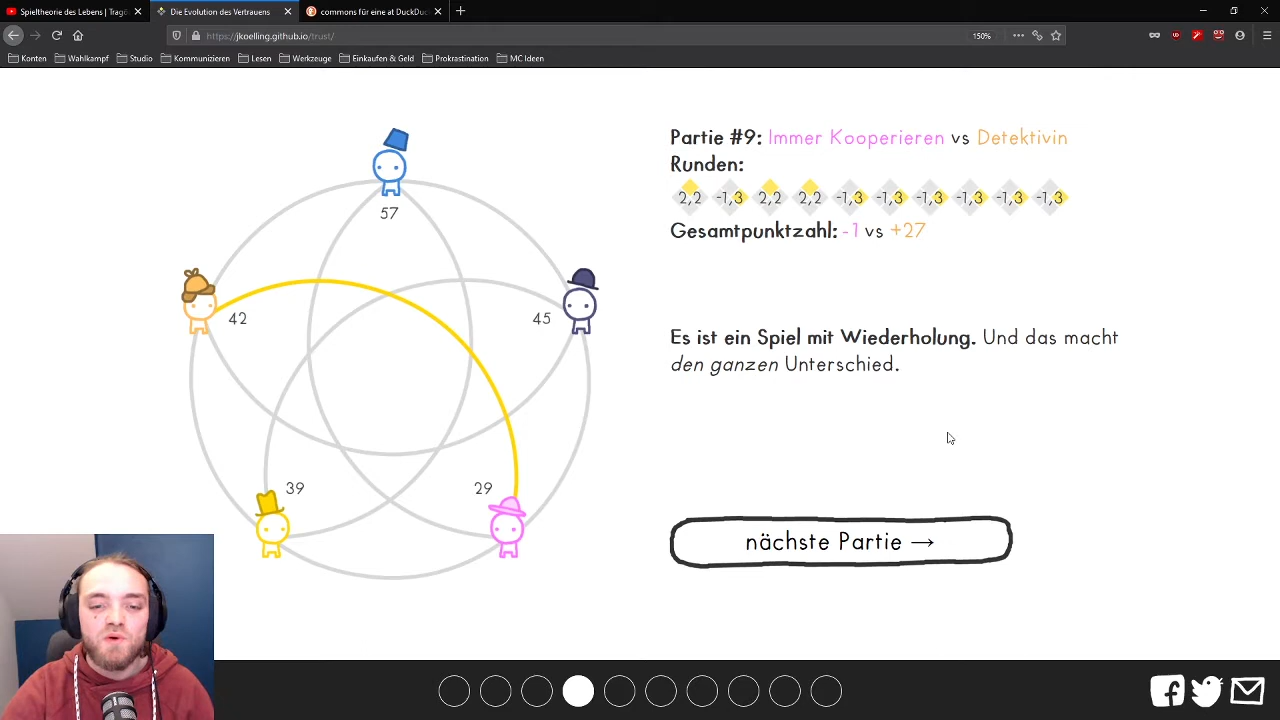 Spieltheorie des Lebens | Tragö
Die Evolution des Vertrauens
commons für eine at DuckDuc
https://jkoelling.github.io/trust/
150%
Konten Wahlkampf Studio Kommunizieren Lesen Werkzeuge Einkaufen & Geld Prokrastination MC Ideen
Partie #9: Immer Kooperieren vs Detektivin
Runden:
2,2 -1,3 2,2 2,2 -1,3 -1,3 -1,3 -1,3 -1,3 -1,3
Gesamtpunktzahl: -1 vs +27
57
42
45
39
29
Es ist ein Spiel mit Wiederholung. Und das macht
den ganzen Unterschied.
nächste Partie →